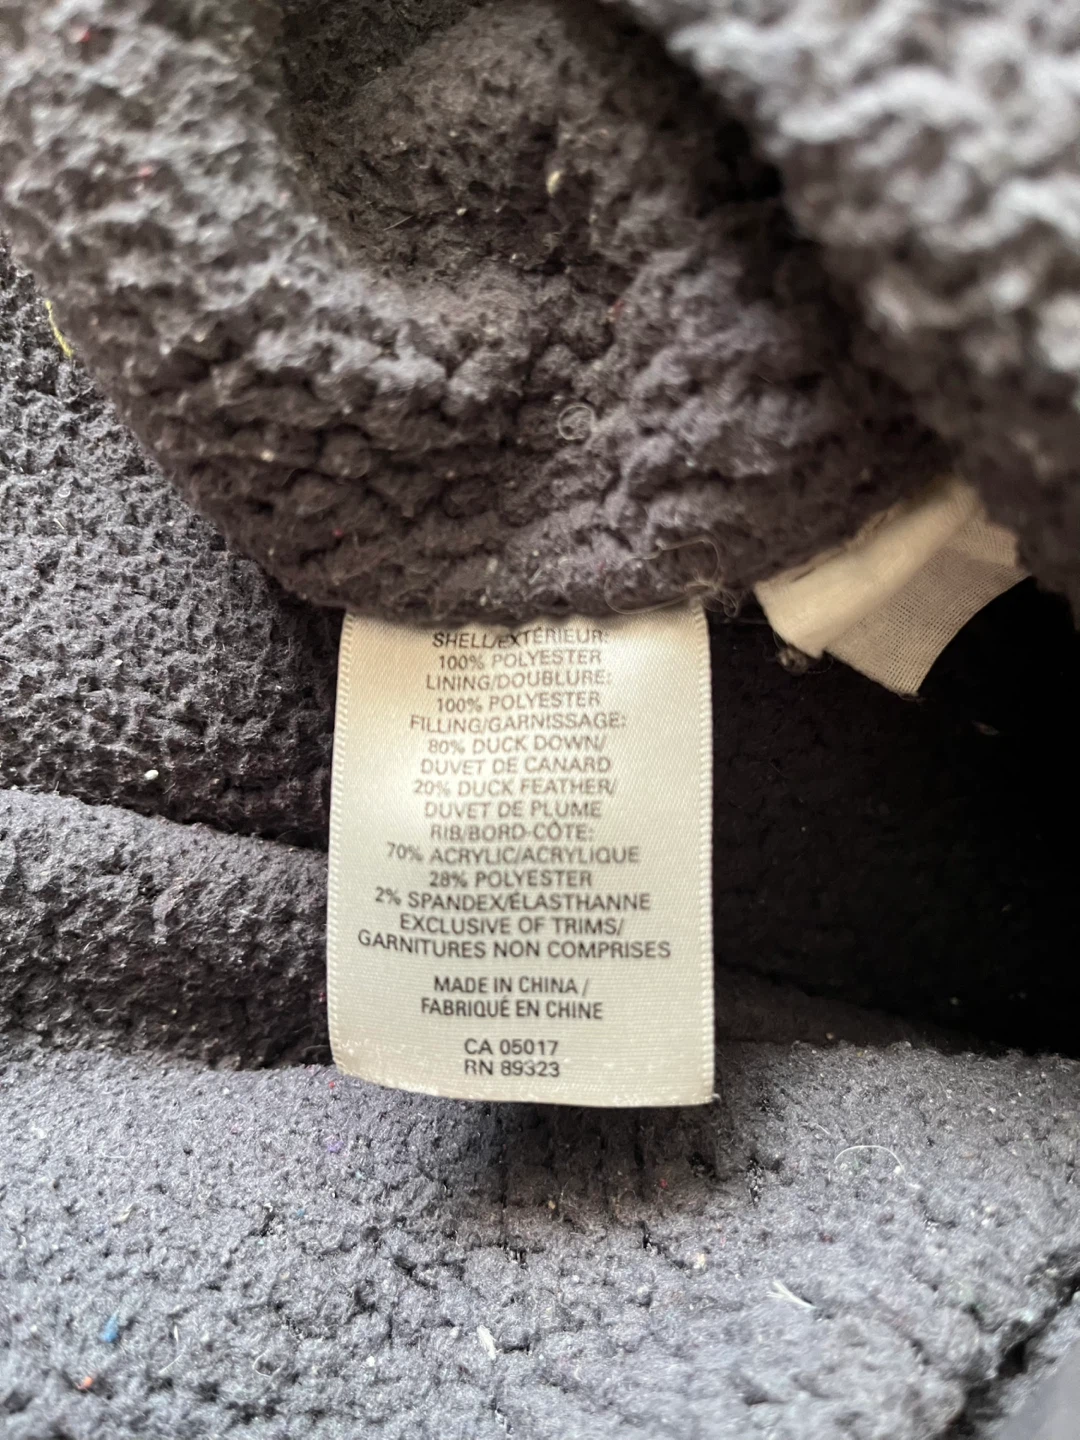 SHELL/EXTÉRIEUR:
100% POLYESTER
LINING/DOUBLURE:
100% POLYESTER
FILLING/GARNISSAGE:
80% DUCK DOWN/
DUVET DE CANARD
20% DUCK FEATHER/
DUVET DE PLUME
RIB/BORD-CÔTE:
70% ACRYLIC/ACRYLIQUE
28% POLYESTER
2% SPANDEX/ÉLASTHANNE
EXCLUSIVE OF TRIMS/
GARNITURES NON COMPRISES
MADE IN CHINA /
FABRIQUÉ EN CHINE
CA 05017
RN 89323